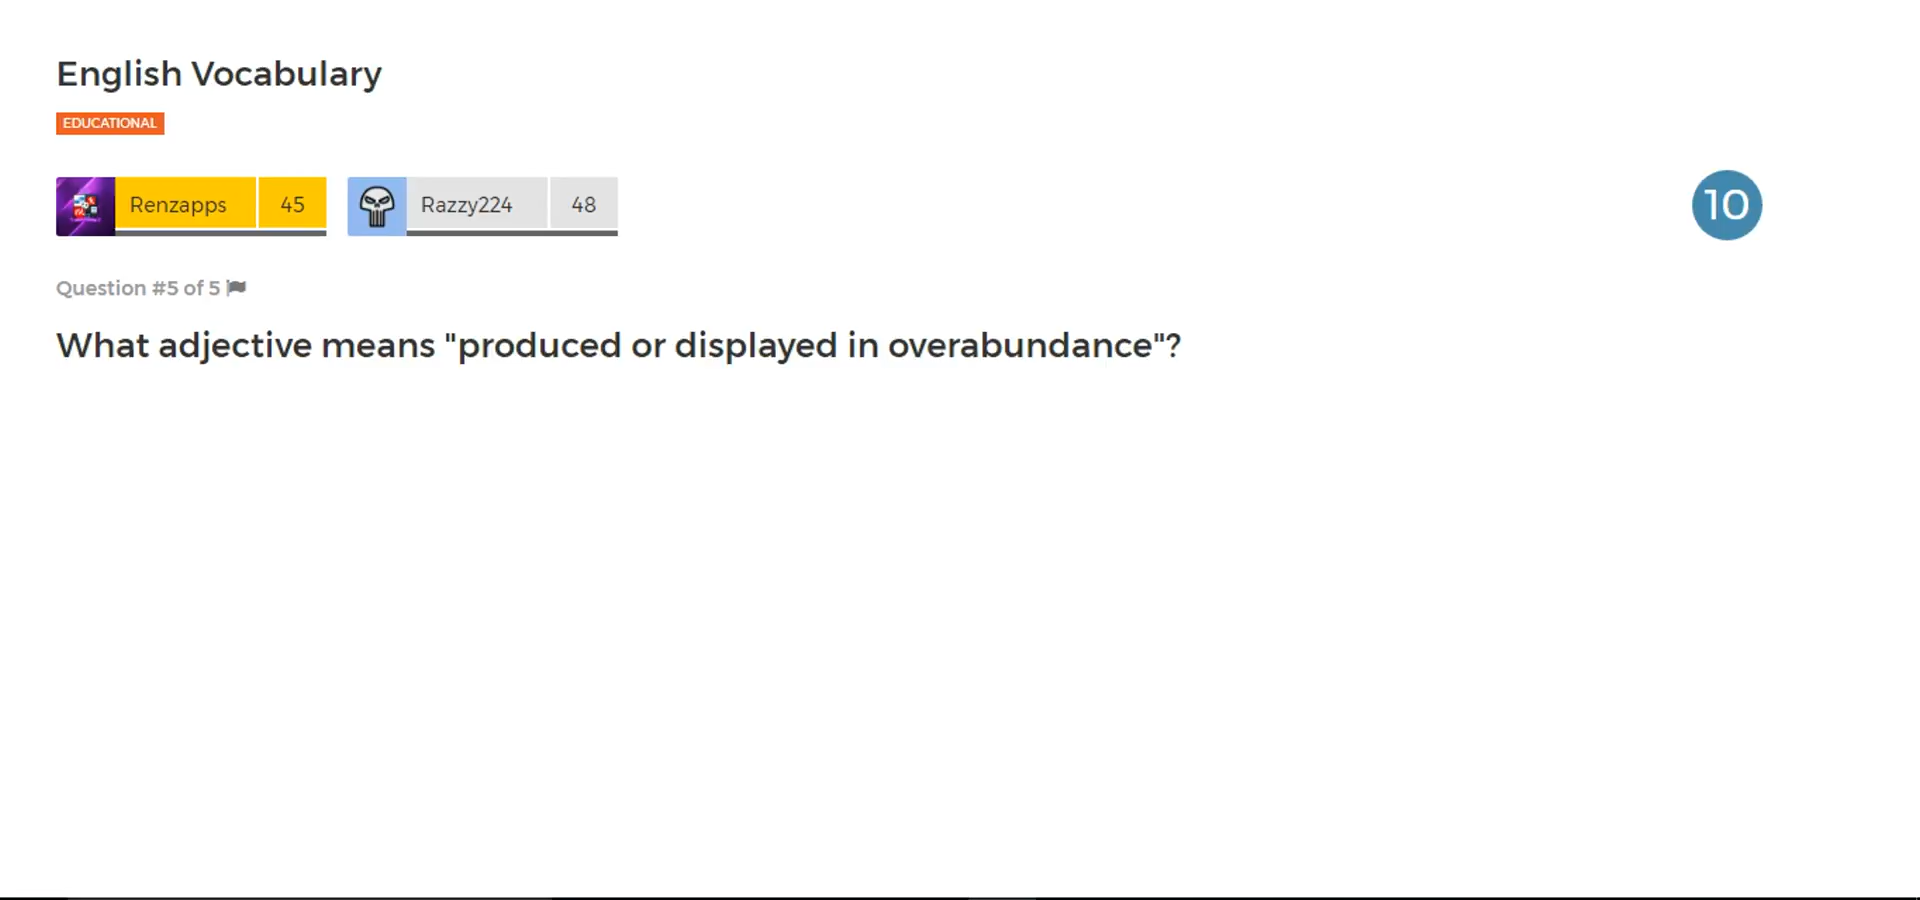 English Vocabulary
EDUCATIONAL
Renzapps 45 Razzy224 48
10
Question #5 of 5
What adjective means "produced or displayed in overabundance"?